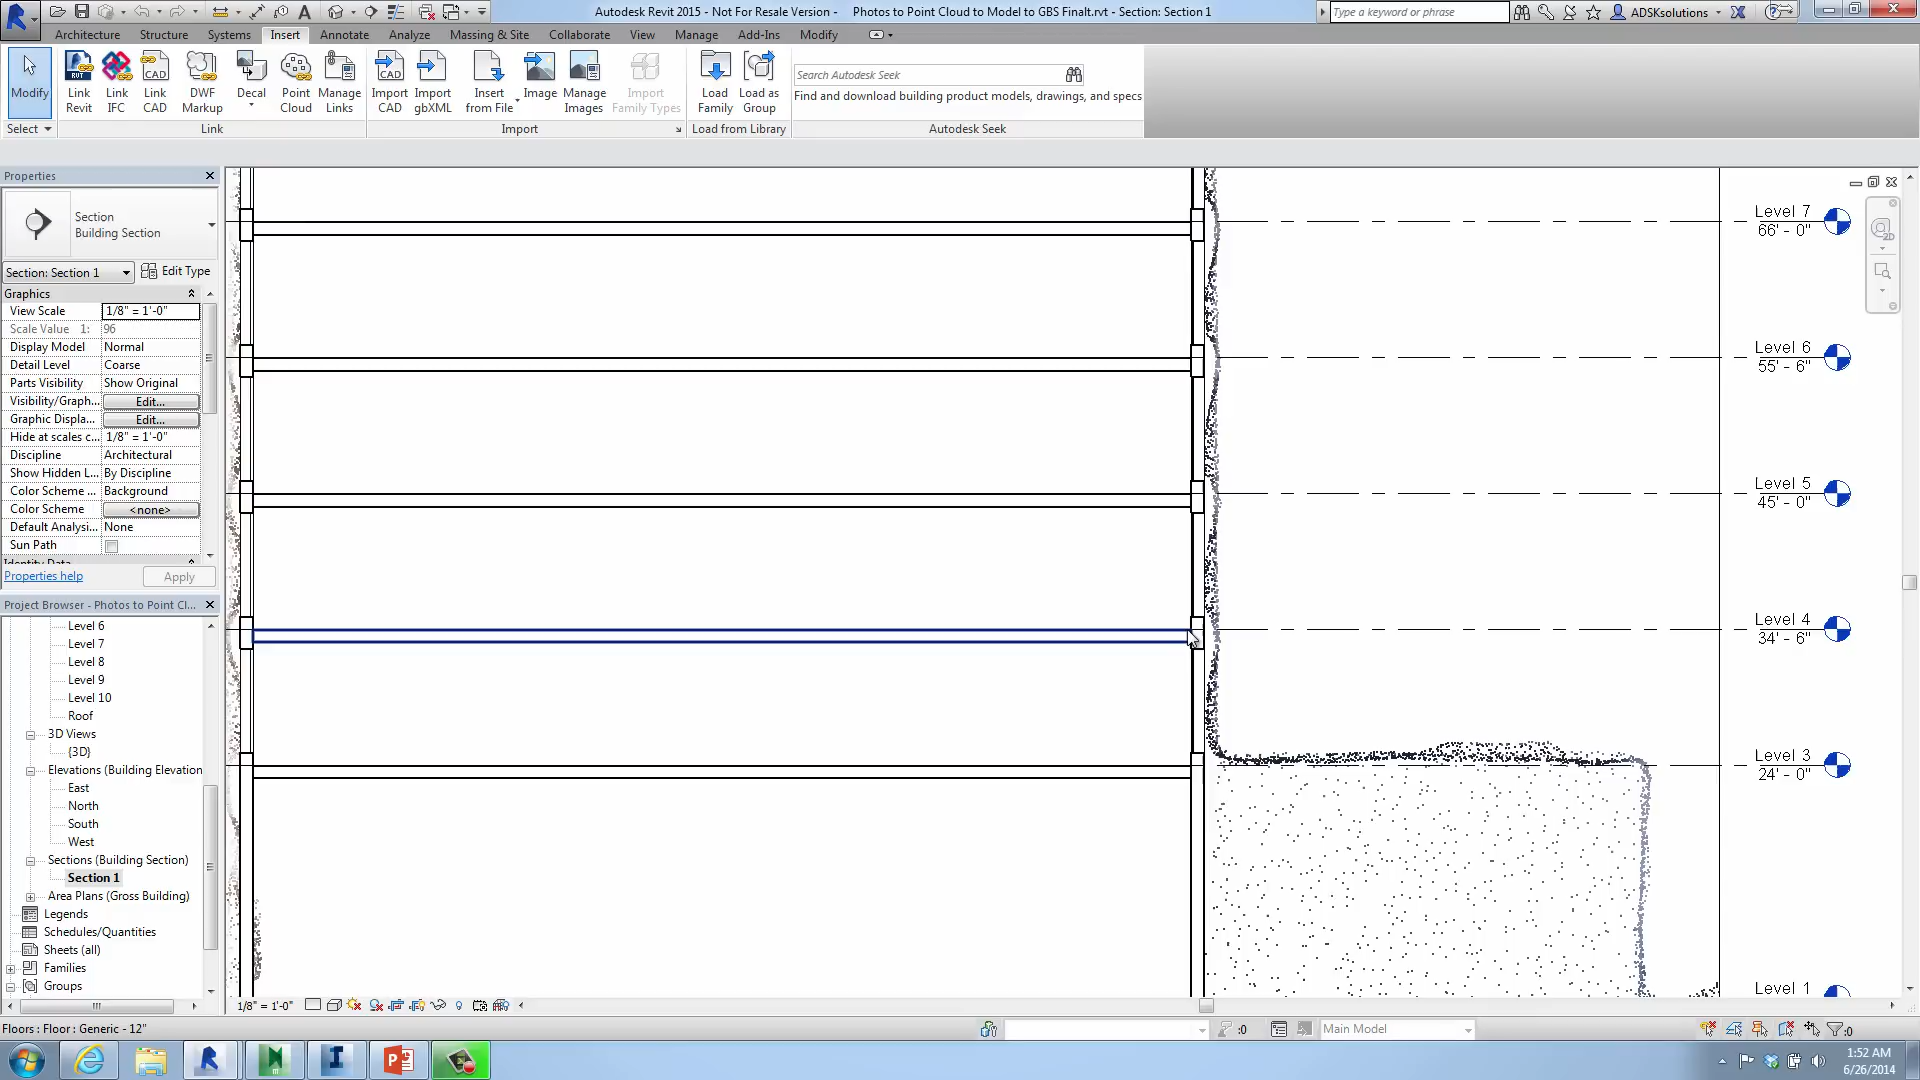 Autodesk Revit 2015 - Not For Resale Version - Photos to Point Cloud to Model to GBS Finalt.rvt - Section: Section 1
Type a keyword or phrase
ADSKsolutions
Architecture Structure Systems Insert Annotate Analyze Massing & Site Collaborate View Manage Add-Ins Modify
Modify
Link Revit
Link IFC
Link CAD
DWF Markup
Decal
Point Cloud
Manage Links
Import CAD
Import gbXML
Insert from File
Image
Manage Images
Import Family Types
Load Family
Load as Group
Search Autodesk Seek
Find and download building product models, drawings, and specs
Select
Link
Import
Load from Library
Autodesk Seek
Properties
Section
Building Section
Section: Section 1
Edit Type
Graphics
View Scale 1/8" = 1'-0"
Scale Value 1: 96
Display Model Normal
Detail Level Coarse
Parts Visibility Show Original
Visibility/Graph... Edit...
Graphic Displa... Edit...
Hide at scales c... 1/8" = 1'-0"
Discipline Architectural
Show Hidden L... By Discipline
Color Scheme ... Background
Color Scheme <none>
Default Analysi... None
Sun Path
Identity Data
Properties help
Apply
Project Browser - Photos to Point Cl...
Level 6
Level 7
Level 8
Level 9
Level 10
Roof
3D Views
{3D}
Elevations (Building Elevation
East
North
South
West
Sections (Building Section)
Section 1
Area Plans (Gross Building)
Legends
Schedules/Quantities
Sheets (all)
Families
Groups
Level 7
66' - 0"
Level 6
55' - 6"
Level 5
45' - 0"
Level 4
34' - 6"
Level 3
24' - 0"
Level 1
2D
1/8" = 1'-0"
Floors : Floor : Generic - 12"
:0
Main Model
:0
1:52 AM
6/26/2014